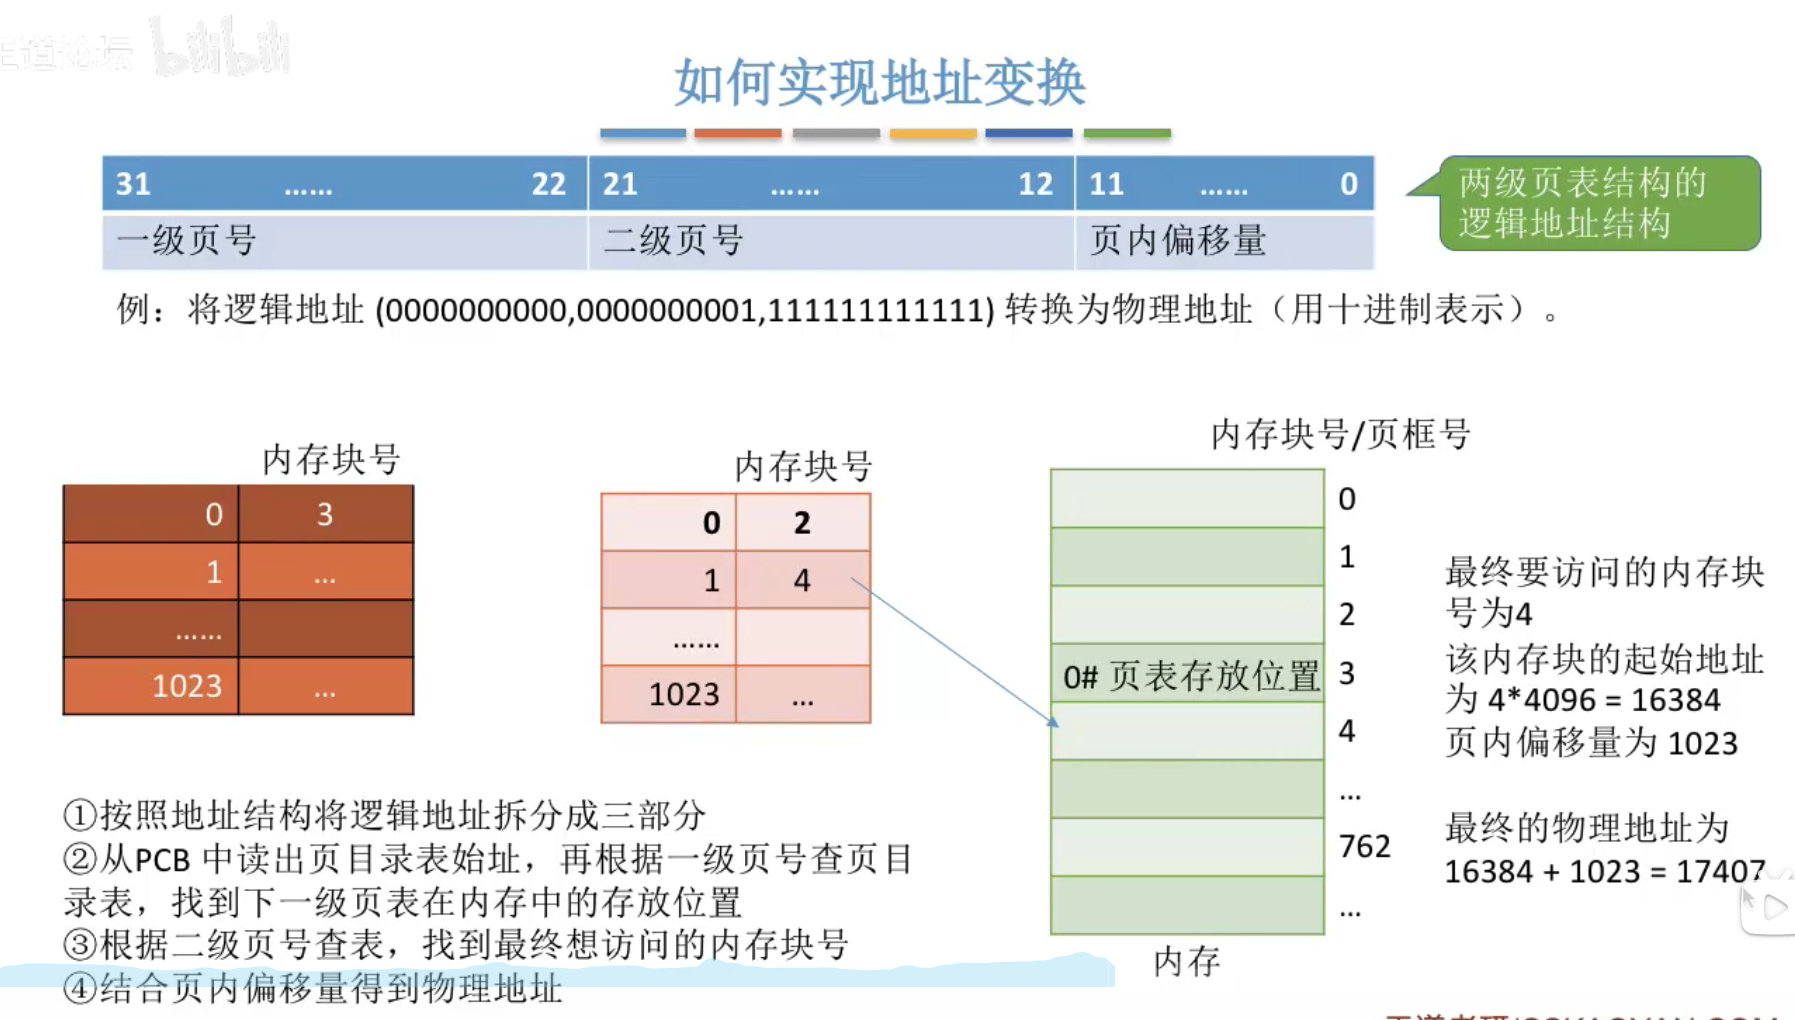 王道论坛 bilibili
如何实现地址变换
31 …… 22 21 …… 12 11 …… 0
一级页号 二级页号 页内偏移量
两级页表结构的
逻辑地址结构
例：将逻辑地址 (0000000000,0000000001,111111111111) 转换为物理地址（用十进制表示）。
内存块号
0 3
1 ...
......
1023 ...
内存块号
0 2
1 4
......
1023 ...
内存块号/页框号
0
1
2
0# 页表存放位置 3
4
...
762
...
内存
最终要访问的内存块
号为4
该内存块的起始地址
为 4*4096 = 16384
页内偏移量为 1023
最终的物理地址为
16384 + 1023 = 17407
①按照地址结构将逻辑地址拆分成三部分
②从PCB 中读出页目录表始址，再根据一级页号查页目
录表，找到下一级页表在内存中的存放位置
③根据二级页号查表，找到最终想访问的内存块号
④结合页内偏移量得到物理地址